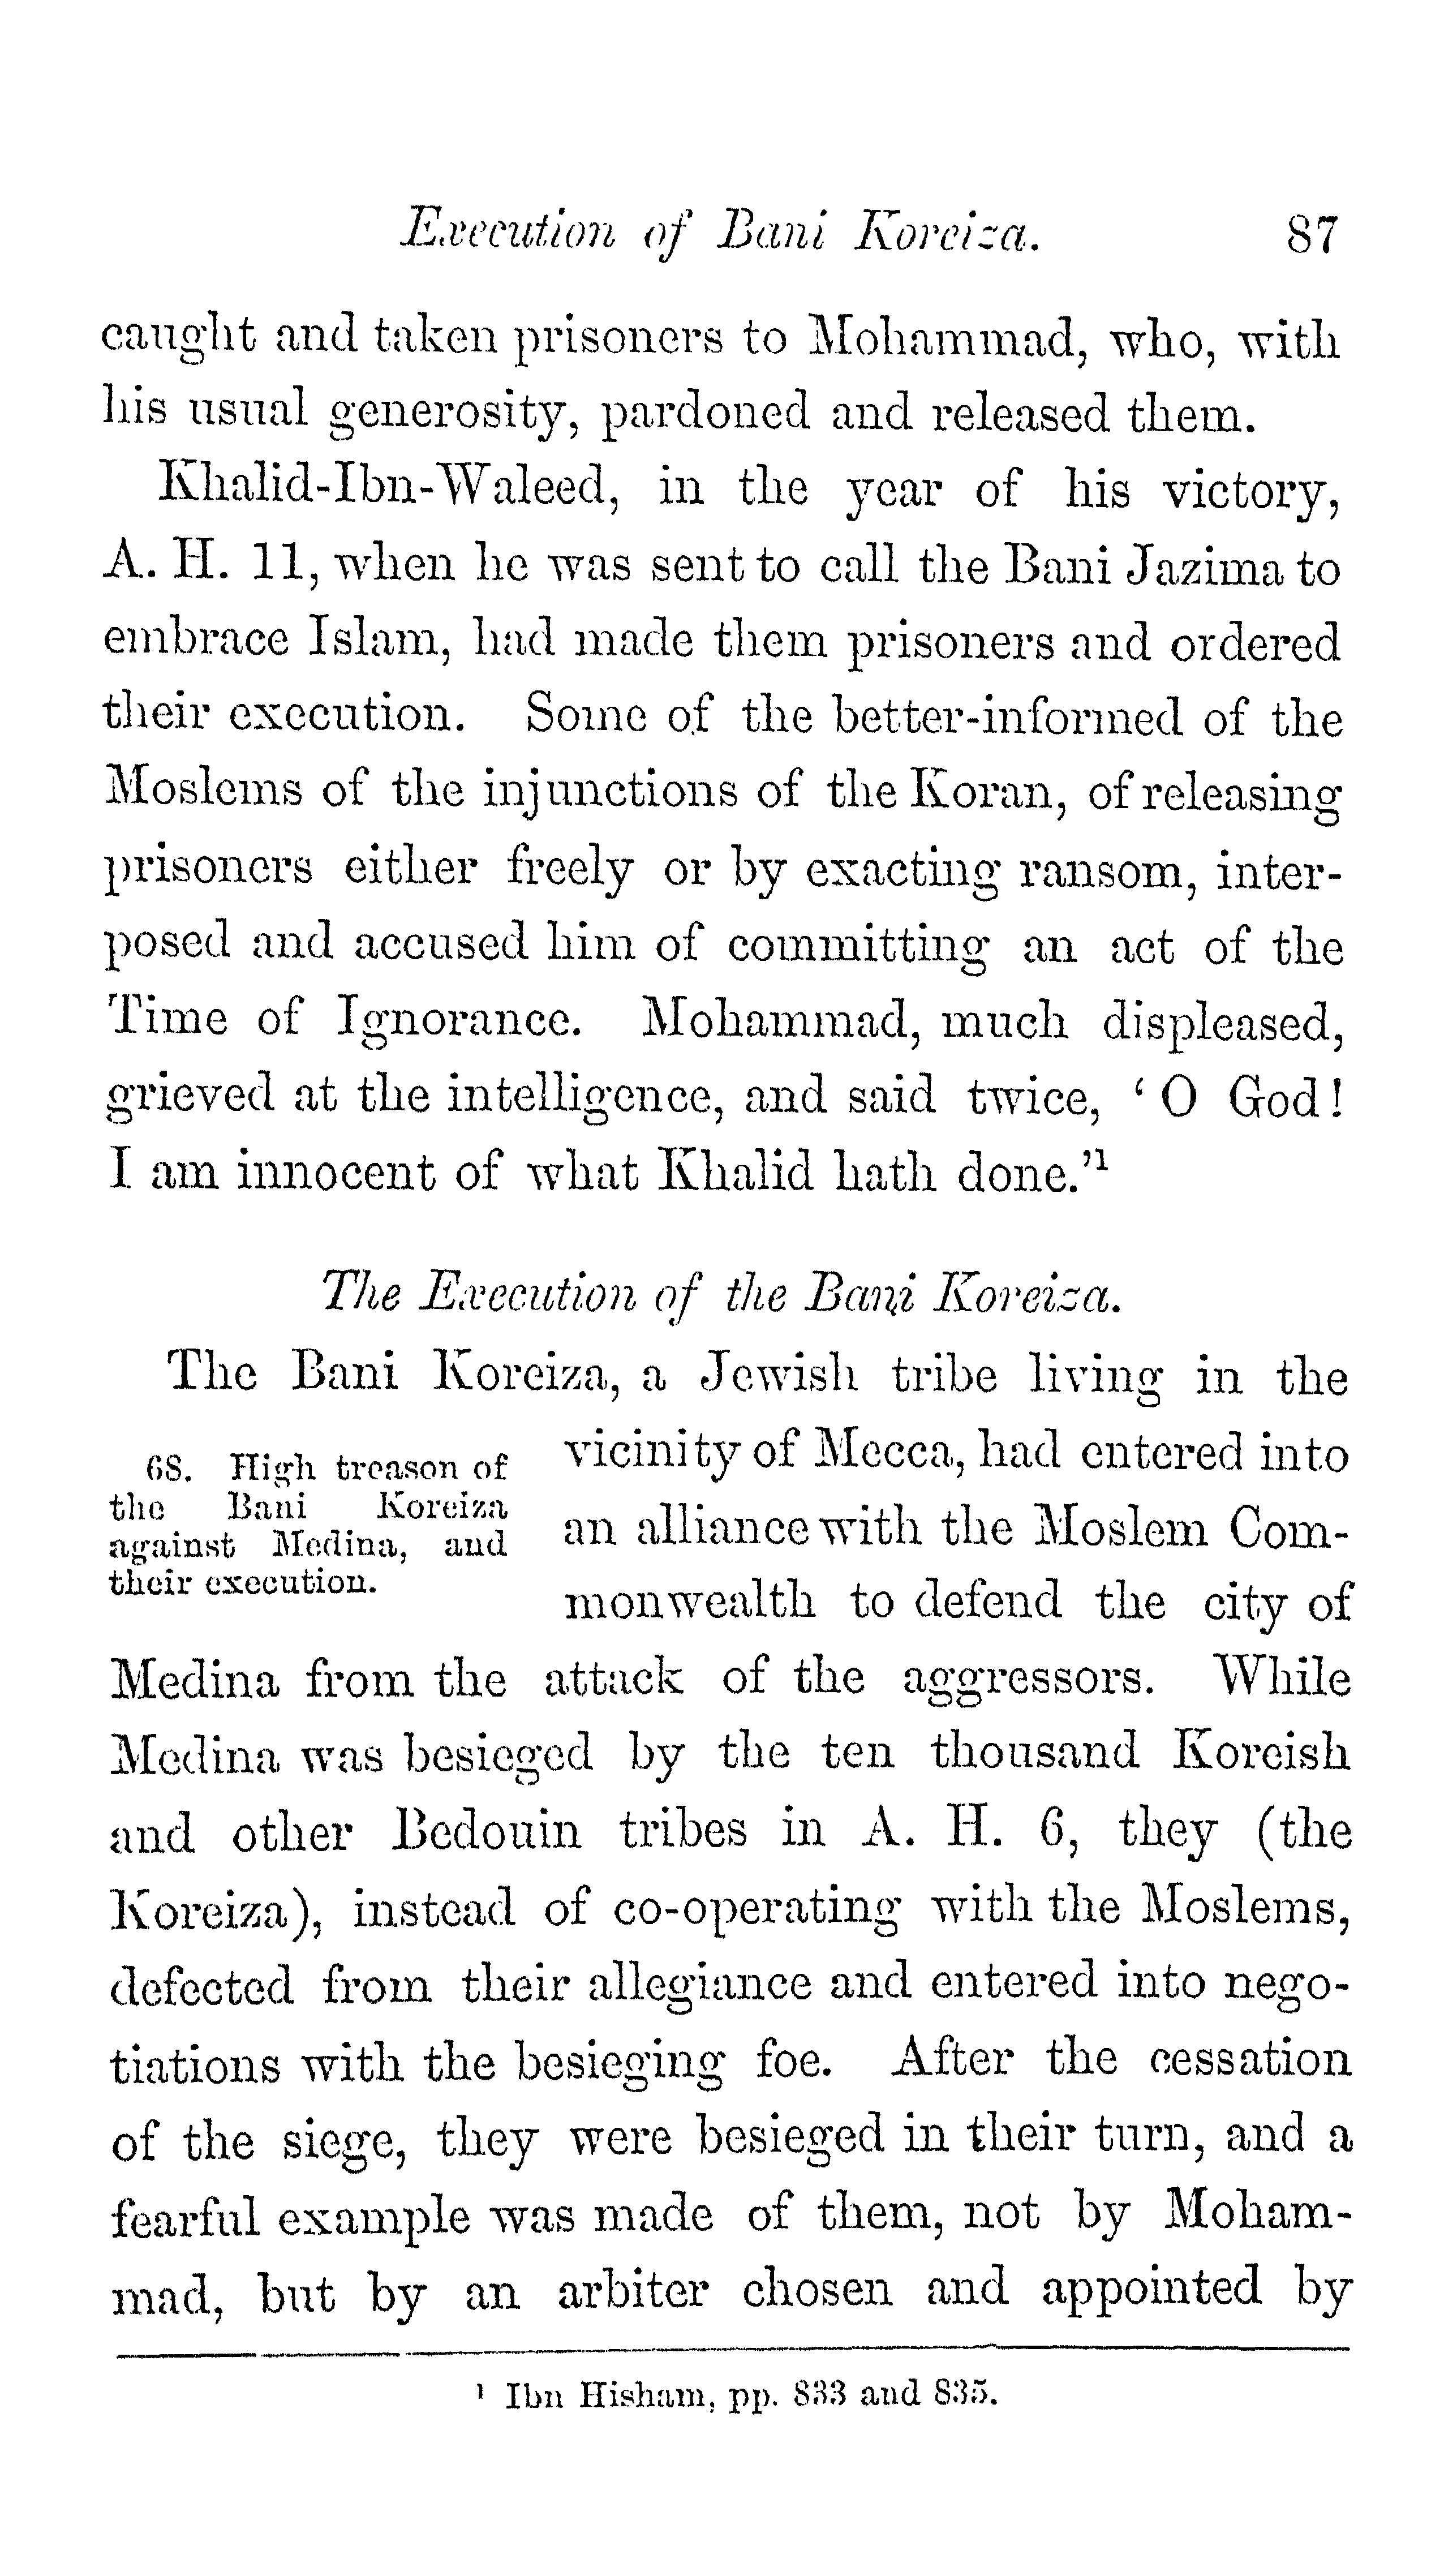 Execution of Bani Koreiza. 87
caught and taken prisoners to Mohammad, who, with
his usual generosity, pardoned and released them.
Khalid-Ibn-Waleed, in the year of his victory,
A. H. 11, when he was sent to call the Bani Jazima to
embrace Islam, had made them prisoners and ordered
their execution. Some of the better-informed of the
Moslems of the injunctions of the Koran, of releasing
prisoners either freely or by exacting ransom, inter-
posed and accused him of committing an act of the
Time of Ignorance. Mohammad, much displeased,
grieved at the intelligence, and said twice, ‘ O God!
I am innocent of what Khalid hath done.’¹
The Execution of the Bani Koreiza.
The Bani Koreiza, a Jewish tribe living in the
68. High treason of
the Bani Koreiza
against Medina, and
their execution.
vicinity of Mecca, had entered into
an alliance with the Moslem Com-
monwealth to defend the city of
Medina from the attack of the aggressors. While
Medina was besieged by the ten thousand Koreish
and other Bedouin tribes in A. H. 6, they (the
Koreiza), instead of co-operating with the Moslems,
defected from their allegiance and entered into nego-
tiations with the besieging foe. After the cessation
of the siege, they were besieged in their turn, and a
fearful example was made of them, not by Moham-
mad, but by an arbiter chosen and appointed by
¹ Ibn Hisham, pp. 833 and 835.